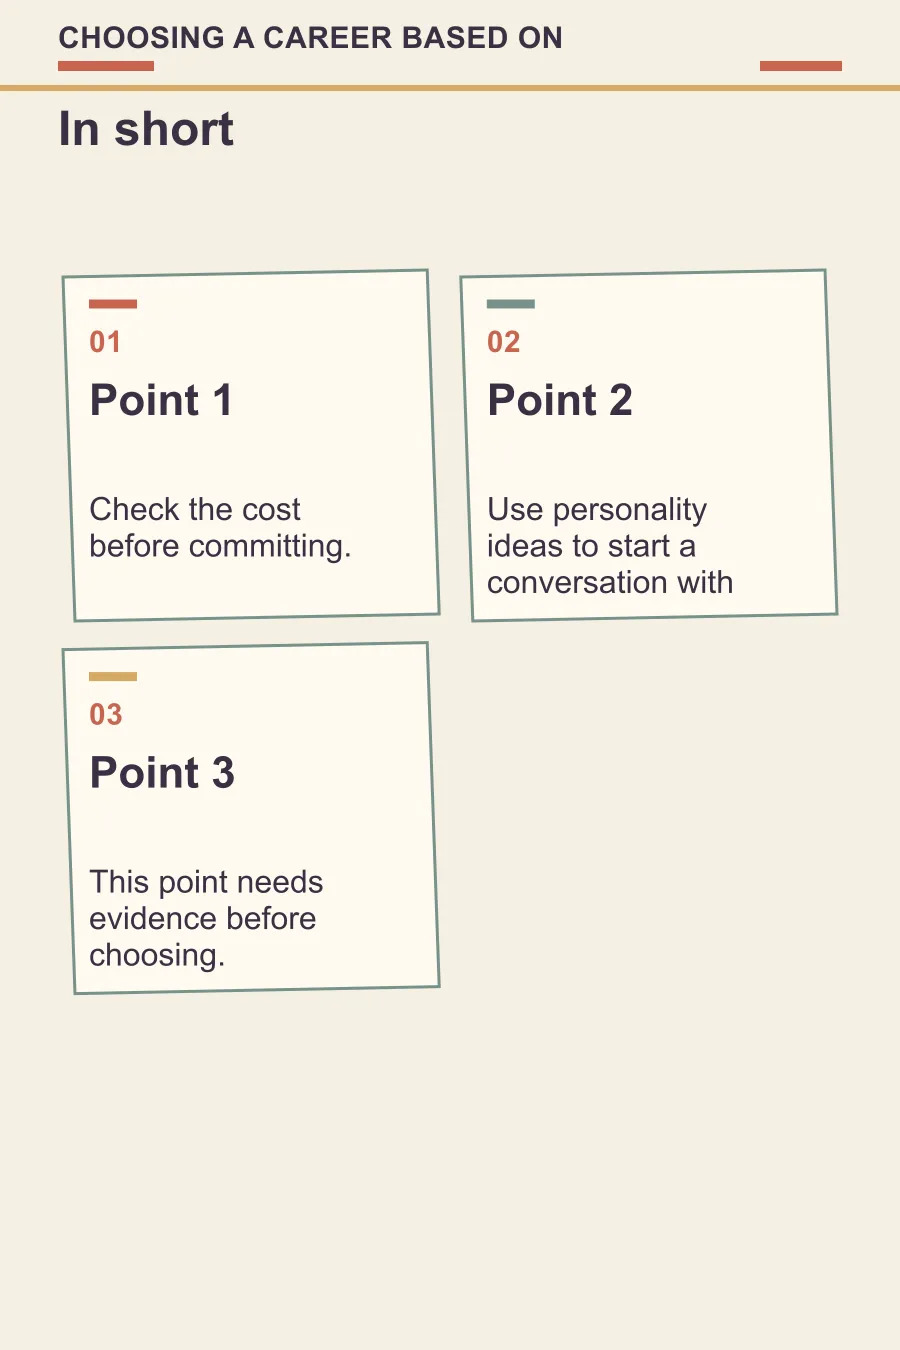 CHOOSING A CAREER BASED ON
In short
01
Point 1
Check the cost
before committing.
02
Point 2
Use personality
ideas to start a
conversation with
03
Point 3
This point needs
evidence before
choosing.